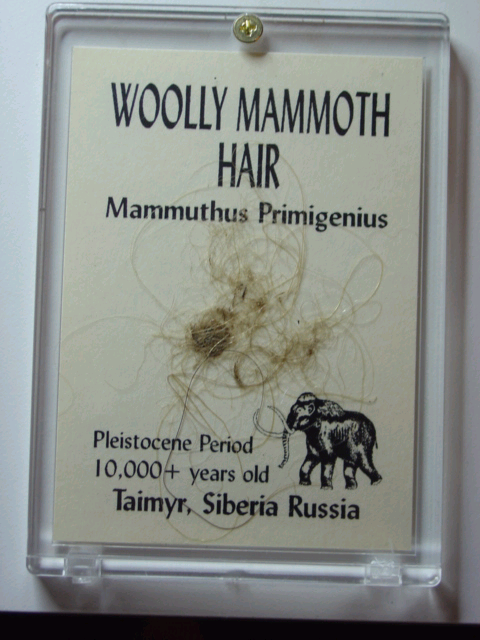 WOOLLY MAMMOTH
HAIR
Mammuthus Primigenius
Pleistocene Period
10,000+ years old
Taimyr, Siberia Russia